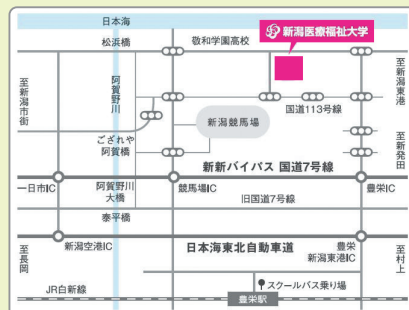 日本海
松浜橋
敬和学園高校
新潟医療福祉大学
至新潟市街
阿賀野川
至新潟東港
国道113号線
新潟競馬場
ござれや
阿賀橋
至新発田
新新バイパス 国道7号線
一日市IC
阿賀野川
大橋
競馬場IC
豊栄IC
旧国道7号線
泰平橋
新潟空港IC
日本海東北自動車道
豊栄
新潟東港IC
至長岡
至村上
スクールバス乗り場
JR白新線
豊栄駅